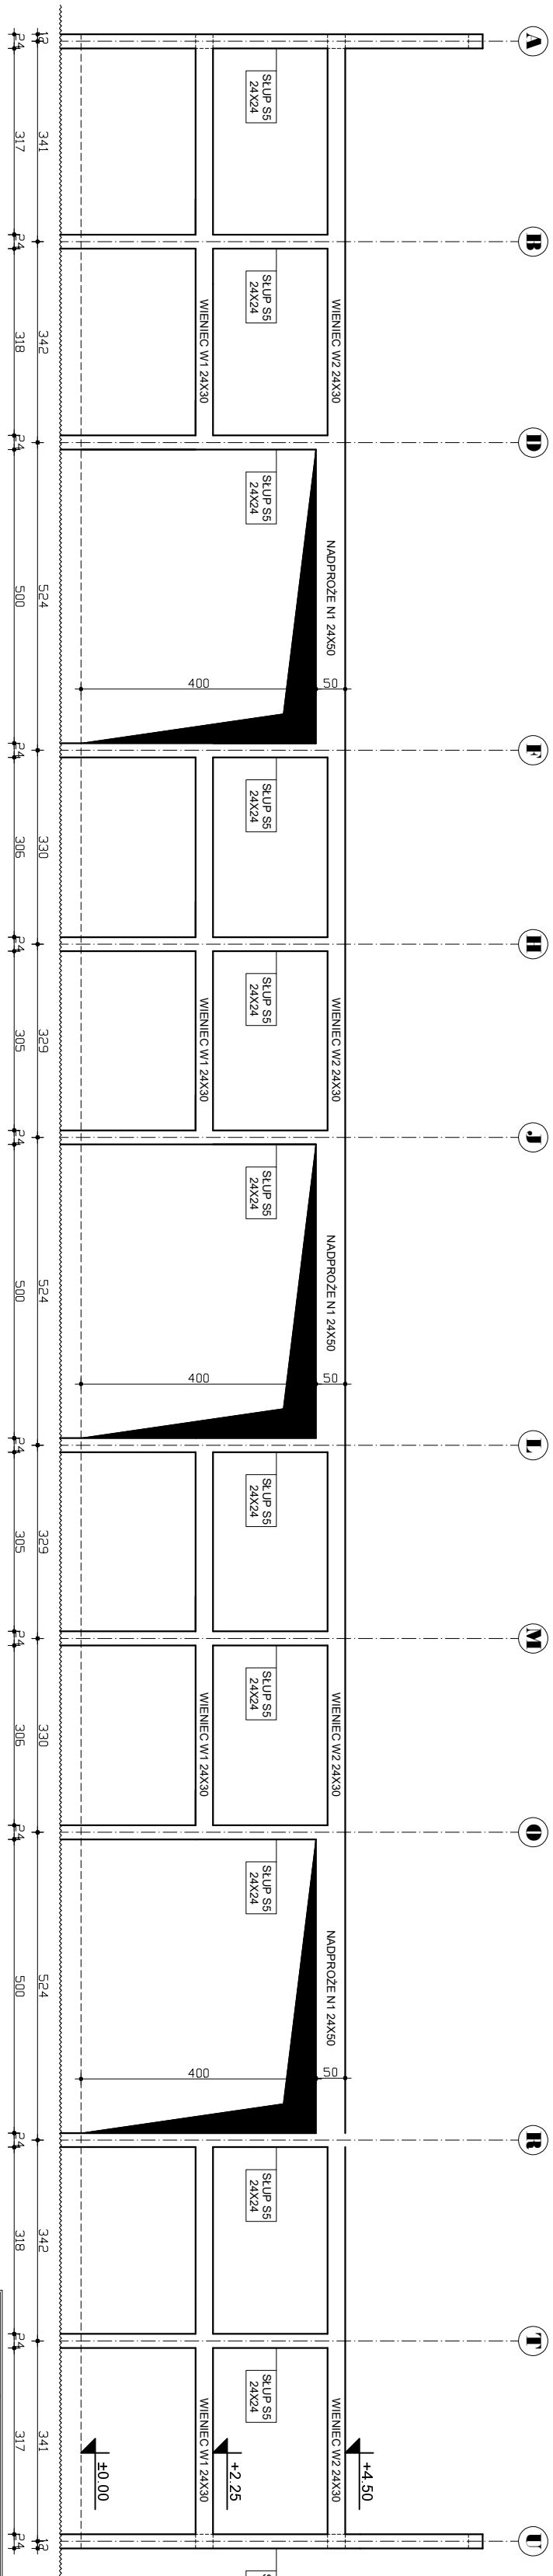 A
B
D
F
H
J
L
M
O
R
T
U
SŁUP S5
24X24
SŁUP S5
24X24
SŁUP S5
24X24
SŁUP S5
24X24
SŁUP S5
24X24
SŁUP S5
24X24
SŁUP S5
24X24
SŁUP S5
24X24
SŁUP S5
24X24
SŁUP S5
24X24
SŁUP S5
24X24
WIENIEC W2 24X30
WIENIEC W1 24X30
NADPROŻE N1 24X50
WIENIEC W2 24X30
WIENIEC W1 24X30
NADPROŻE N1 24X50
WIENIEC W2 24X30
WIENIEC W1 24X30
NADPROŻE N1 24X50
WIENIEC W2 24X30
WIENIEC W1 24X30
50
400
50
400
50
400
+4.50
+2.25
±0.00
12 341 342 524 330 329 524 329 330 524 342 341 12
24 317 24 318 24 500 24 306 24 305 24 500 24 305 24 306 24 500 24 318 24 317 24